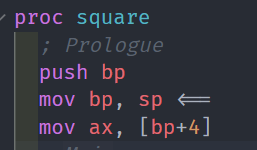 proc square
; Prologue
push bp
mov bp, sp <==
mov ax, [bp+4]